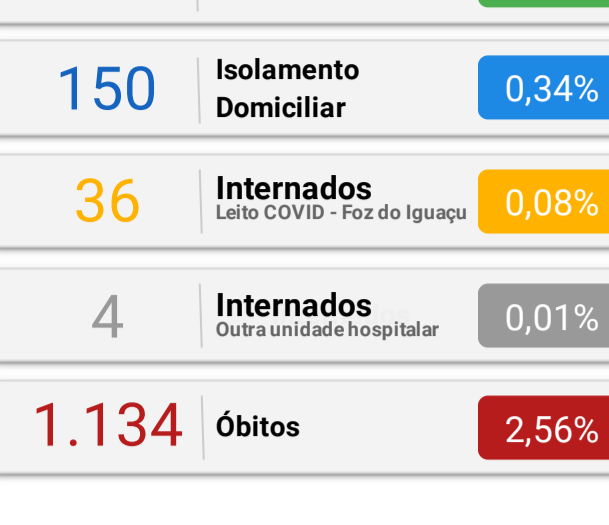 150
Isolamento
Domiciliar
0,34%
36
Internados
Leito COVID - Foz do Iguaçu
0,08%
4
Internados
Outra unidade hospitalar
0,01%
1.134
Óbitos
2,56%